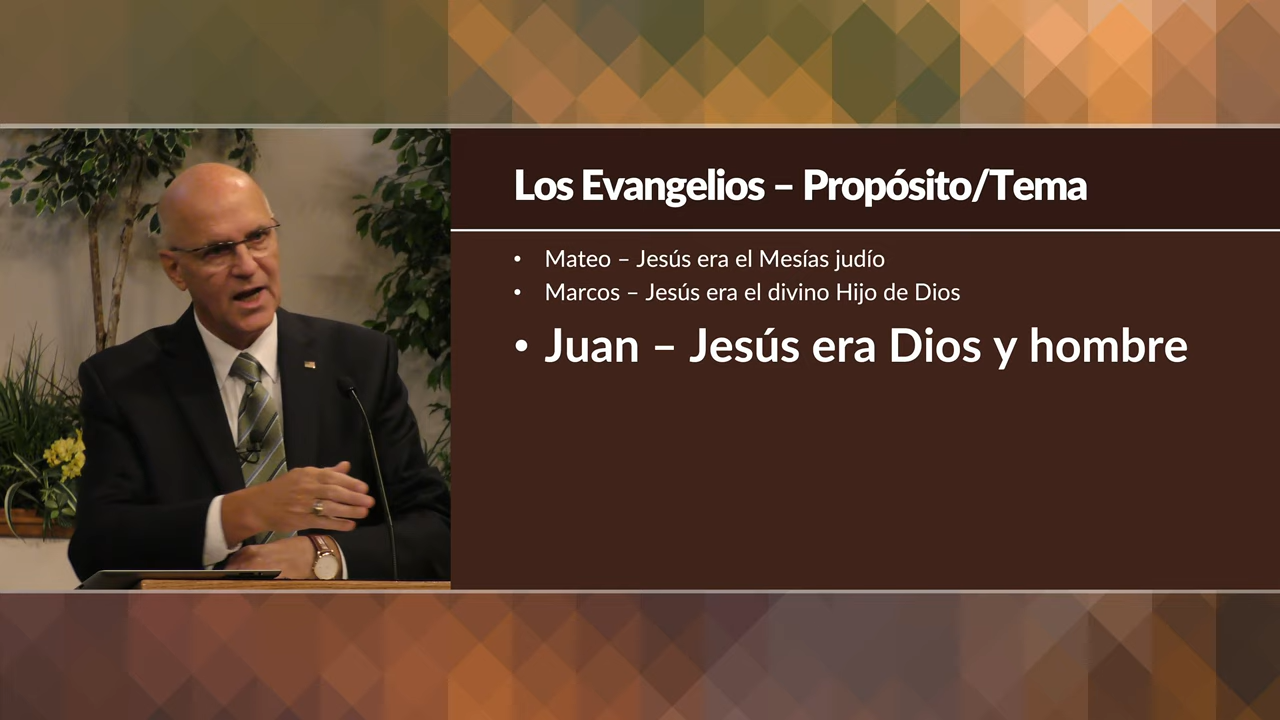 Los Evangelios – Propósito/Tema
• Mateo – Jesús era el Mesías judío
• Marcos – Jesús era el divino Hijo de Dios
• Juan – Jesús era Dios y hombre